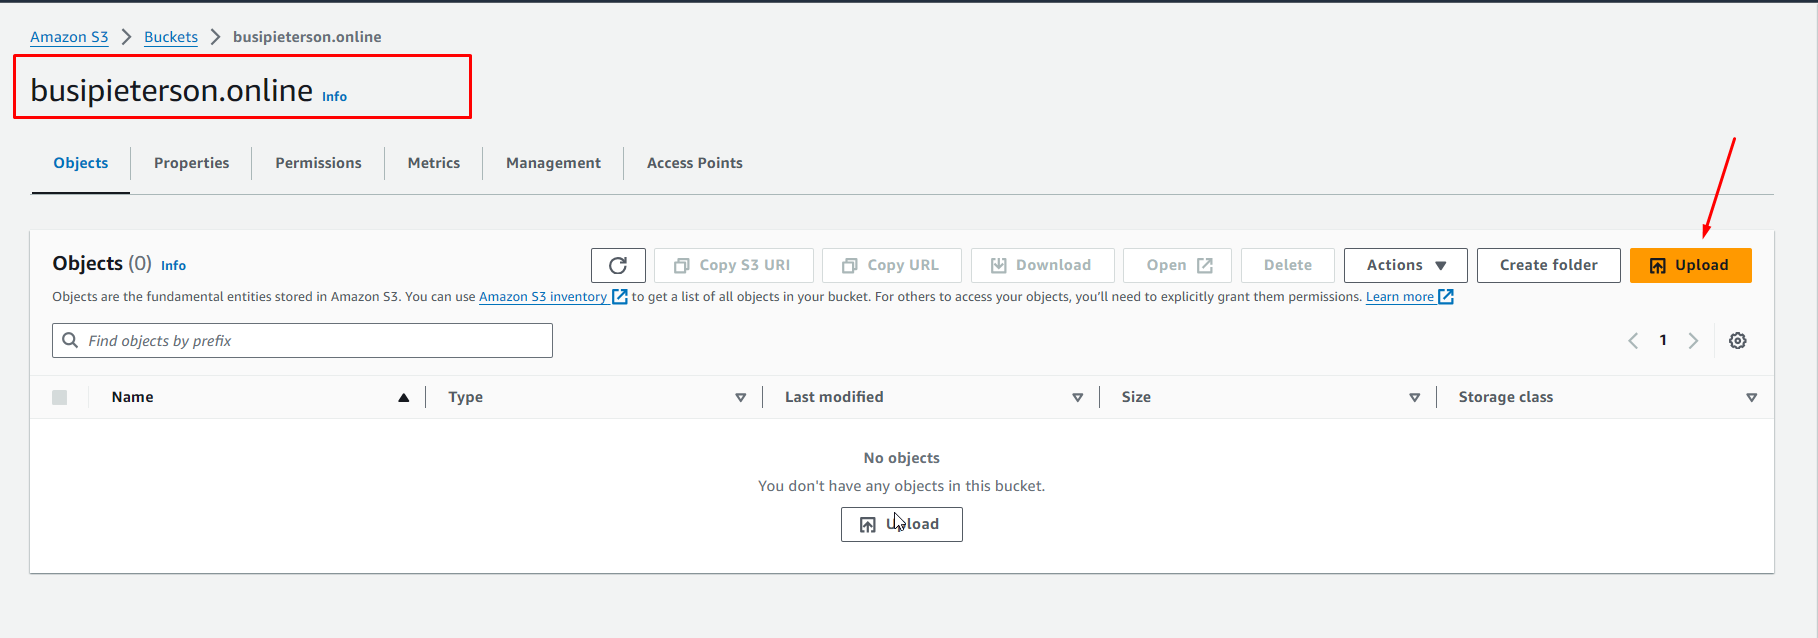 Amazon S3 > Buckets > busipieterson.online
busipieterson.online Info
Objects Properties Permissions Metrics Management Access Points
Objects (0) Info Copy S3 URI Copy URL Download Open Delete Actions Create folder Upload
Objects are the fundamental entities stored in Amazon S3. You can use Amazon S3 inventory to get a list of all objects in your bucket. For others to access your objects, you'll need to explicitly grant them permissions. Learn more
Find objects by prefix 1
Name Type Last modified Size Storage class
No objects
You don't have any objects in this bucket.
Upload